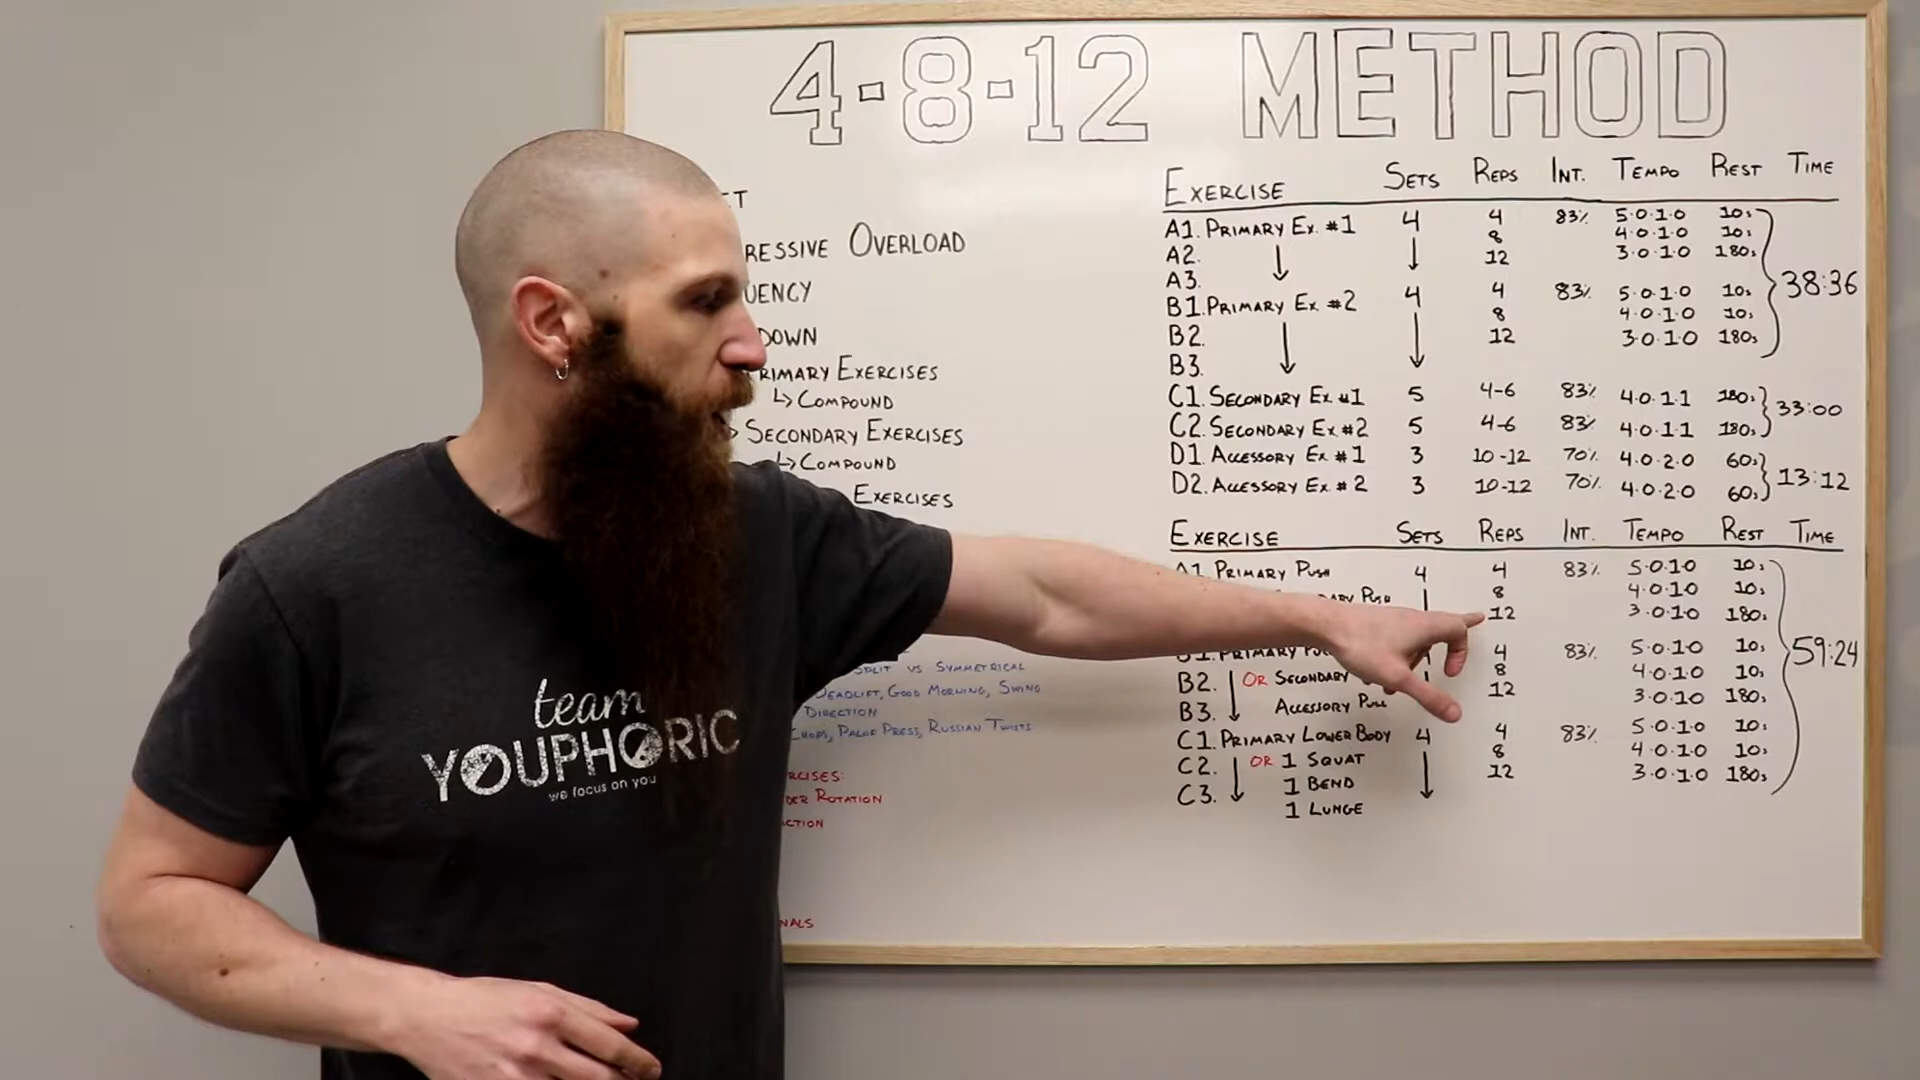 4-8-12 METHOD
RESSIVE OVERLOAD
DOWN
RIMARY EXERCISES
↳ COMPOUND
SECONDARY EXERCISES
↳ COMPOUND
EXERCISES
SPLIT VS SYMMETRICAL
DEADLIFT, GOOD MORNING, SWING
DIRECTION
CHOPS, PALOF PRESS, RUSSIAN TWISTS
RCISES:
DER ROTATION
CTION
NALS
EXERCISE SETS REPS INT. TEMPO REST TIME
A1. PRIMARY EX. #1 4 4 83% 5·0·1·0 10s
A2. 8 4·0·1·0 10s
A3. 12 3·0·1·0 180s
38:36
B1. PRIMARY EX #2 4 4 83% 5·0·1·0 10s
B2. 8 4·0·1·0 10s
B3. 12 3·0·1·0 180s
C1. SECONDARY EX #1 5 4-6 83% 4·0·1·1 180s
33:00
C2. SECONDARY EX #2 5 4-6 83% 4·0·1·1 180s
D1. ACCESSORY EX #1 3 10-12 70% 4·0·2·0 60s
13:12
D2. ACCESSORY EX #2 3 10-12 70% 4·0·2·0 60s
EXERCISE SETS REPS INT. TEMPO REST TIME
A1. PRIMARY PUSH 4 4 83% 5·0·1·0 10s
PUSH 8 4·0·1·0 10s
12 3·0·1·0 180s
59:24
B1. PRIMARY 4 83% 5·0·1·0 10s
B2. OR SECONDARY 8 4·0·1·0 10s
B3. ACCESSORY PULL 12 3·0·1·0 180s
C1. PRIMARY LOWER BODY 4 4 83% 5·0·1·0 10s
C2. OR 1 SQUAT 8 4·0·1·0 10s
C3. 1 BEND 12 3·0·1·0 180s
1 LUNGE
team
YOUPHORIC
we focus on you